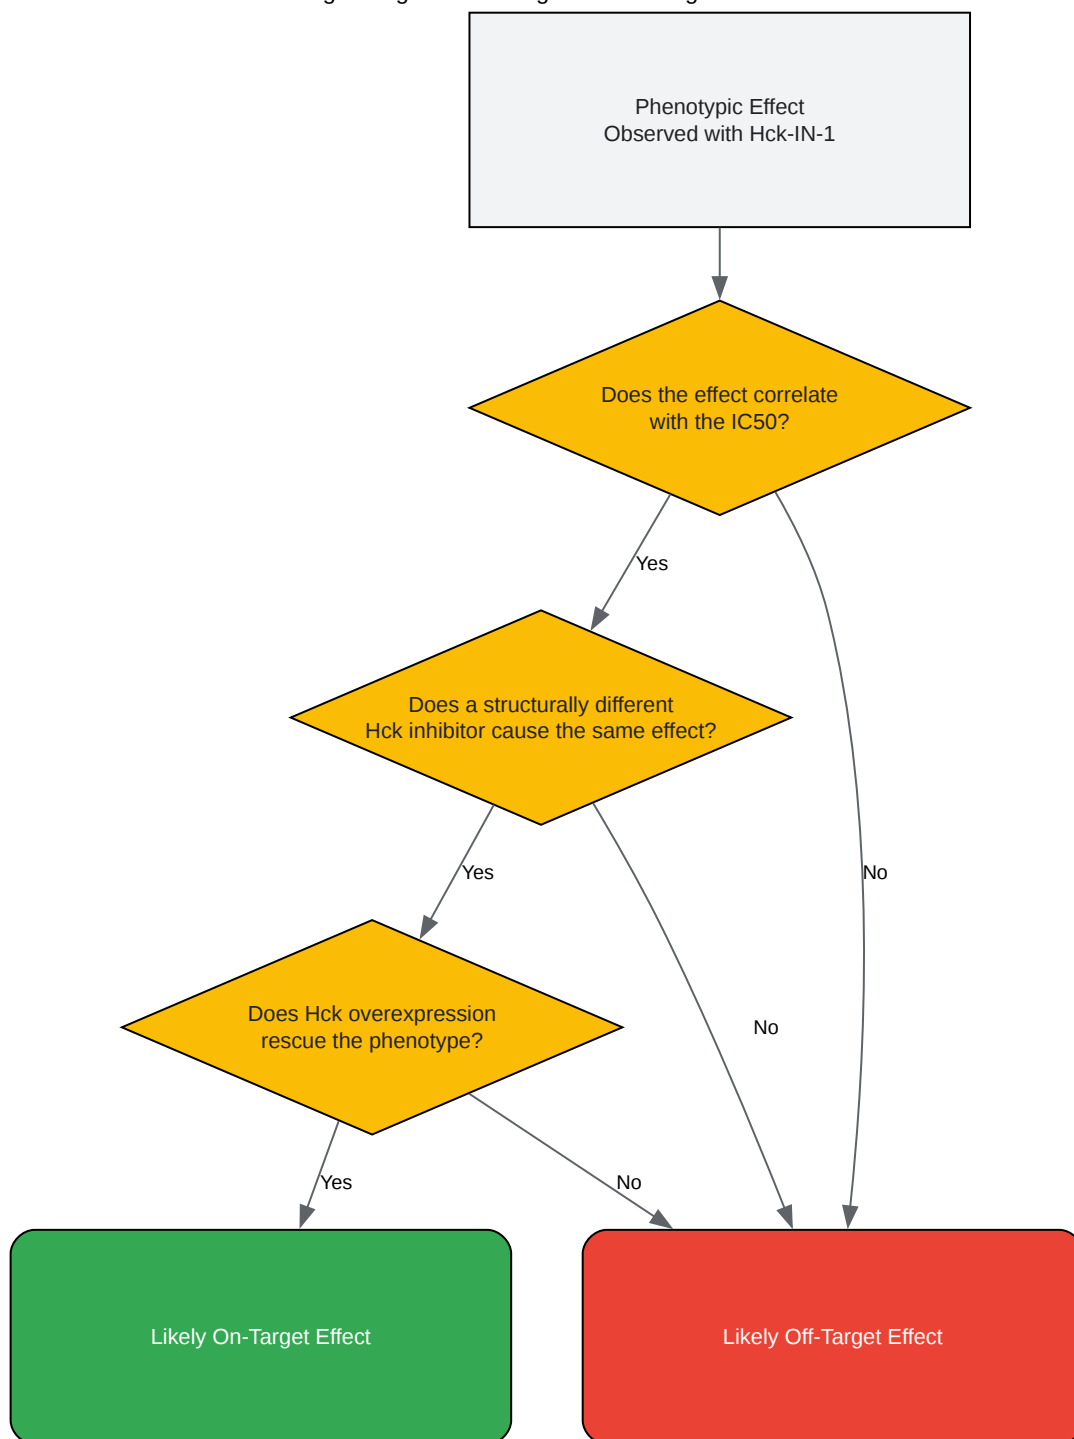 Phenotypic Effect
Observed with Hck-IN-1
Does the effect correlate
with the IC50?
Yes
Does a structurally different
Hck inhibitor cause the same effect?
Yes
No
Does Hck overexpression
rescue the phenotype?
No
Yes
No
Likely On-Target Effect
Likely Off-Target Effect